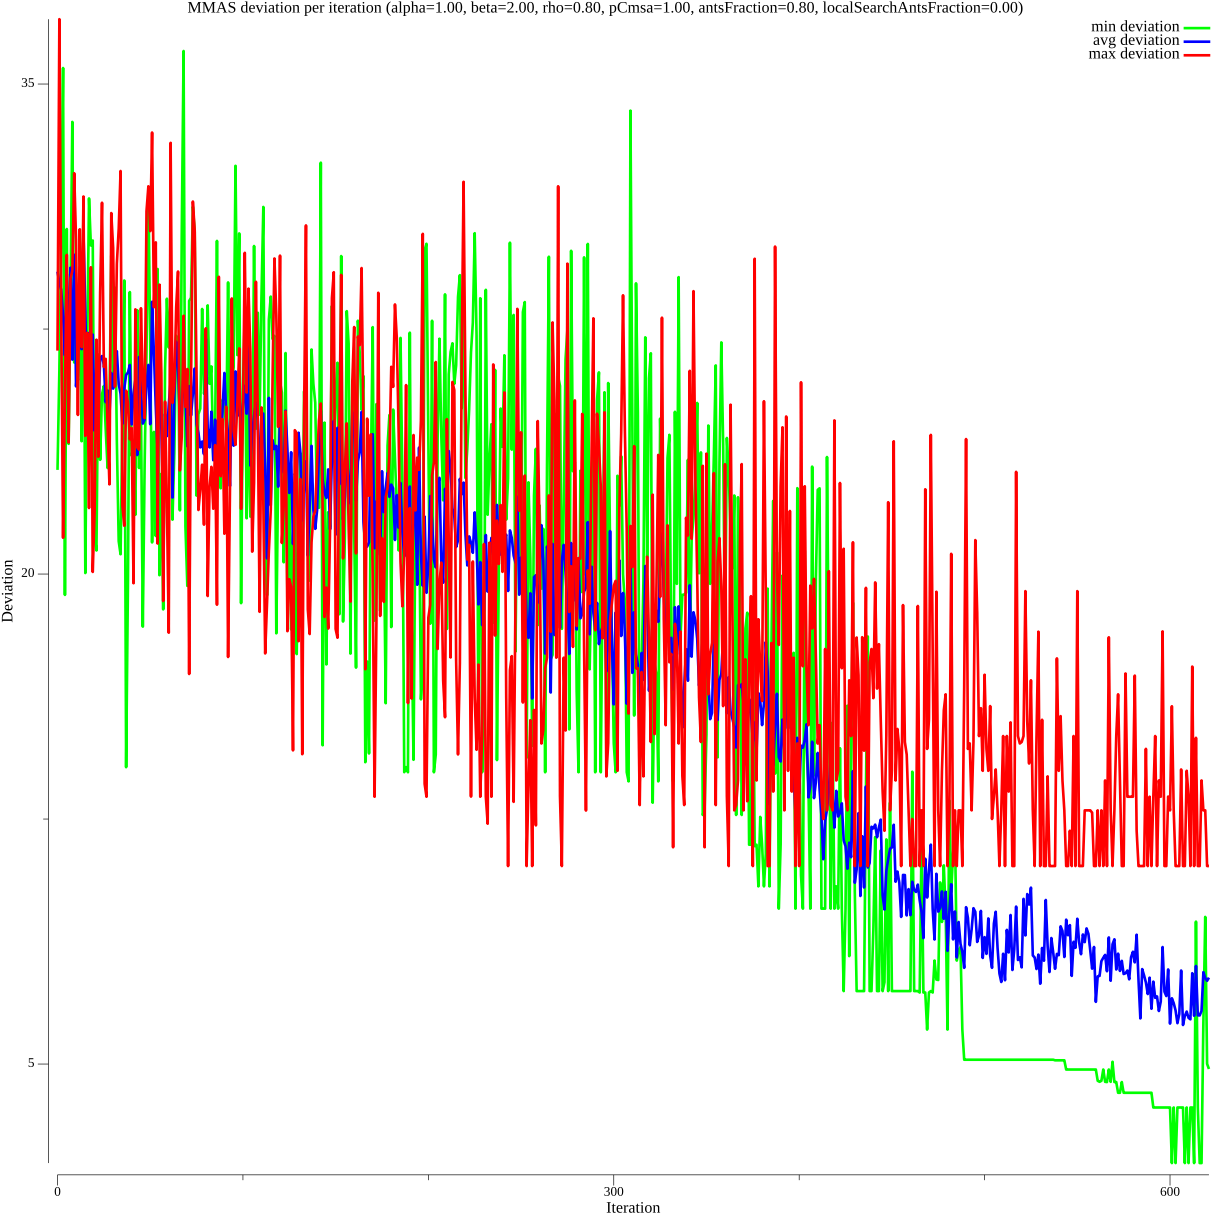 MMAS deviation per iteration (alpha=1.00, beta=2.00, rho=0.80, pCmsa=1.00, antsFraction=0.80, localSearchAntsFraction=0.00)
min deviation
avg deviation
max deviation
35
20
5
Deviation
0
300
600
Iteration